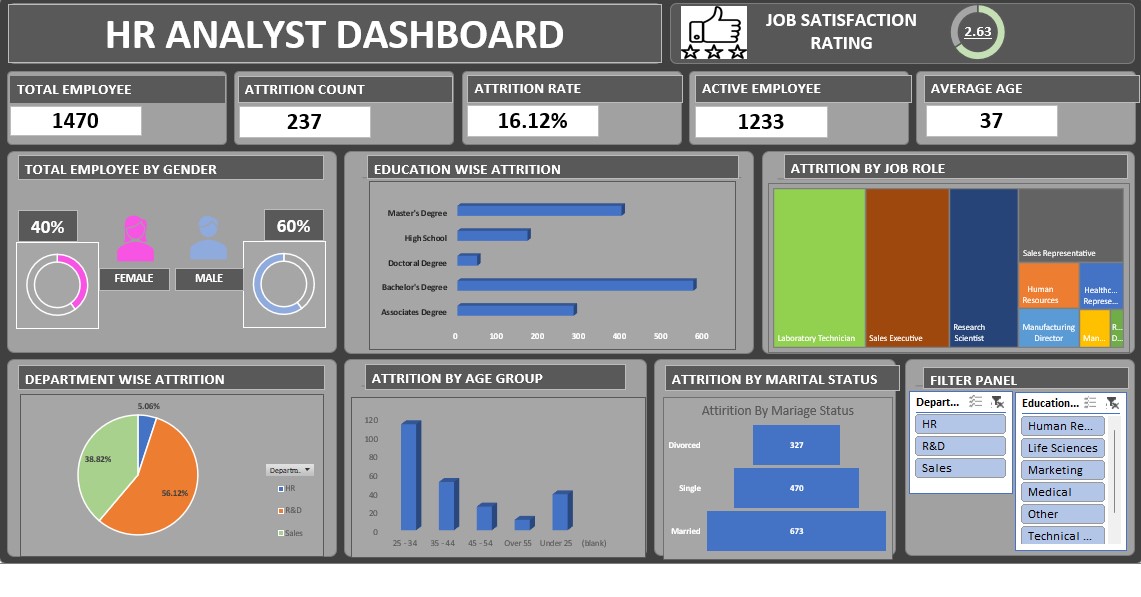 HR ANALYST DASHBOARD
JOB SATISFACTION
RATING
2.63
TOTAL EMPLOYEE
1470
ATTRITION COUNT
237
ATTRITION RATE
16.12%
ACTIVE EMPLOYEE
1233
AVERAGE AGE
37
TOTAL EMPLOYEE BY GENDER
40%
60%
FEMALE
MALE
EDUCATION WISE ATTRITION
Master's Degree
High School
Doctoral Degree
Bachelor's Degree
Associates Degree
0 100 200 300 400 500 600
ATTRITION BY JOB ROLE
Laboratory Technician
Sales Executive
Research
Scientist
Sales Representative
Human
Resources
Healthc...
Represe...
Manufacturing
Director
Man...
R...
D...
DEPARTMENT WISE ATTRITION
5.06%
38.82%
56.12%
Departm..
HR
R&D
Sales
ATTRITION BY AGE GROUP
120
100
80
60
40
20
0
25 - 34 35 - 44 45 - 54 Over 55 Under 25 (blank)
ATTRITION BY MARITAL STATUS
Attirition By Mariage Status
Divorced 327
Single 470
Married 673
FILTER PANEL
Depart...
HR
R&D
Sales
Education...
Human Re...
Life Sciences
Marketing
Medical
Other
Technical ...